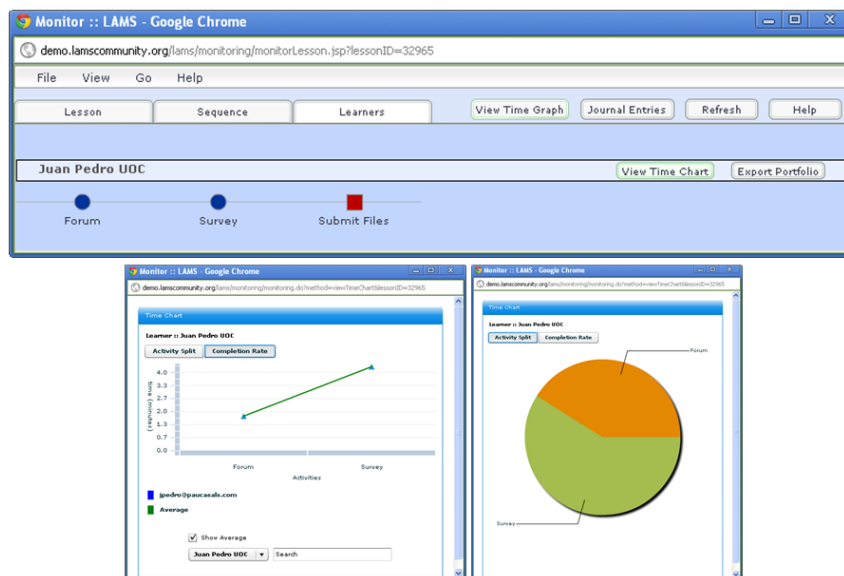 Monitor :: LAMS - Google Chrome
demo.lamscommunity.org/lams/monitoring/monitorLesson.jsp?lessonID=32965
File View Go Help
Lesson Sequence Learners View Time Graph Journal Entries Refresh Help
Juan Pedro UOC View Time Chart Export Portfolio
Forum Survey Submit Files
Monitor :: LAMS - Google Chrome
demo.lamscommunity.org/lams/monitoring/monitoring.do?method=viewTimeChart&lessonID=32965
Time Chart
Learner :: Juan Pedro UOC
Activity Split Completion Rate
4.0
3.3
2.7
2.0
1.3
0.7
0.0
time (minutes)
Forum Survey
Activities
jpedro@paucasals.com
Average
Show Average
Juan Pedro UOC Search
Monitor :: LAMS - Google Chrome
demo.lamscommunity.org/lams/monitoring/monitoring.do?method=viewTimeChart&lessonID=32965
Time Chart
Learner :: Juan Pedro UOC
Activity Split Completion Rate
Forum
Survey